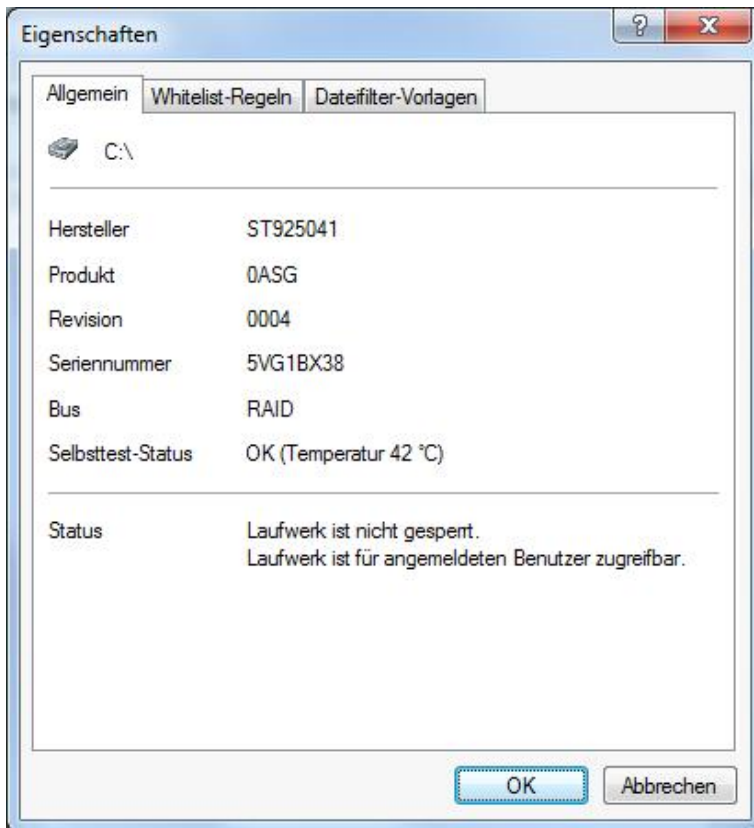 Eigenschaften
Allgemein Whitelist-Regeln Dateifilter-Vorlagen
C:\
Hersteller ST925041
Produkt 0ASG
Revision 0004
Seriennummer 5VG1BX38
Bus RAID
Selbsttest-Status OK (Temperatur 42 °C)
Status Laufwerk ist nicht gesperrt.
Laufwerk ist für angemeldeten Benutzer zugreifbar.
OK Abbrechen